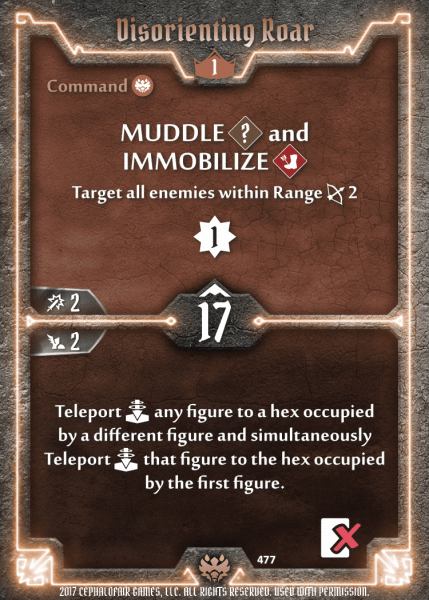 Disorienting Roar
1
Command
MUDDLE ? and
IMMOBILIZE
Target all enemies within Range 2
1
2
17
2
Teleport any figure to a hex occupied
by a different figure and simultaneously
Teleport that figure to the hex occupied
by the first figure.
477
2017 CEPHALOFAIR GAMES, LLC. ALL RIGHTS RESERVED. USED WITH PERMISSION.